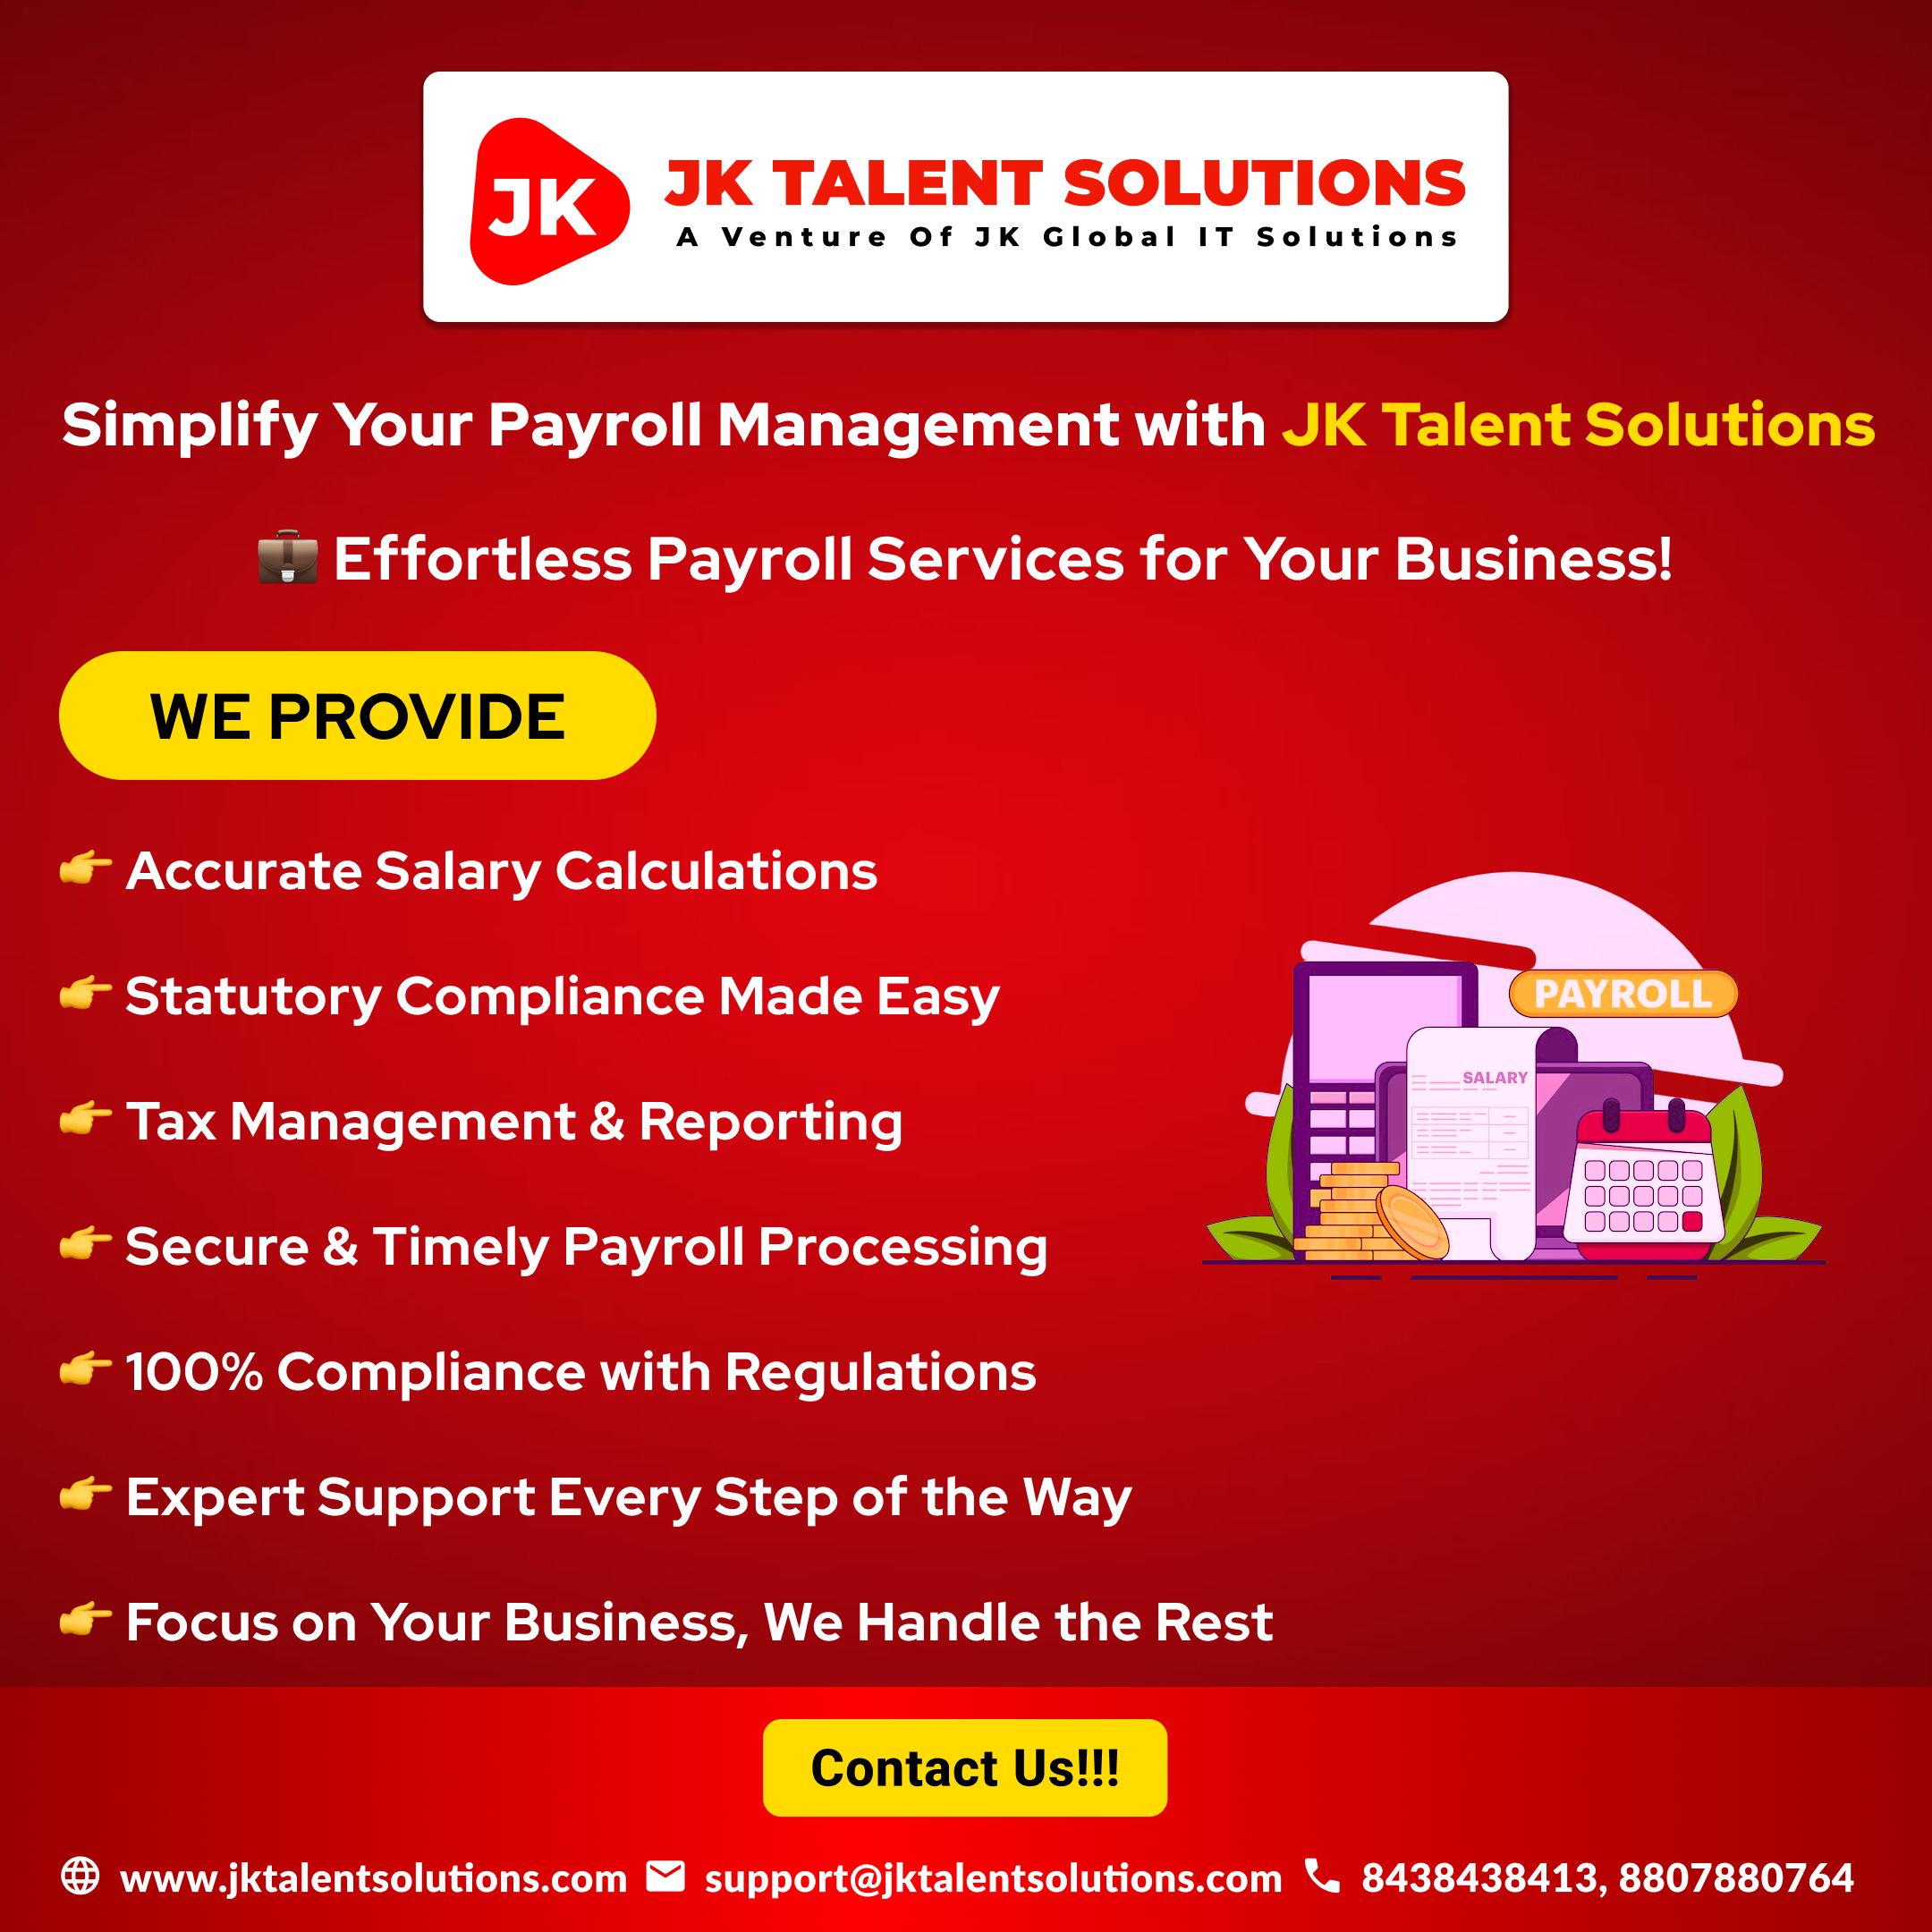 JK
JK TALENT SOLUTIONS
A Venture Of JK Global IT Solutions
Simplify Your Payroll Management with JK Talent Solutions
💼 Effortless Payroll Services for Your Business!
WE PROVIDE
👉 Accurate Salary Calculations
👉 Statutory Compliance Made Easy
👉 Tax Management & Reporting
👉 Secure & Timely Payroll Processing
👉 100% Compliance with Regulations
👉 Expert Support Every Step of the Way
👉 Focus on Your Business, We Handle the Rest
PAYROLL
SALARY
Contact Us!!!
www.jktalentsolutions.com support@jktalentsolutions.com 8438438413, 8807880764